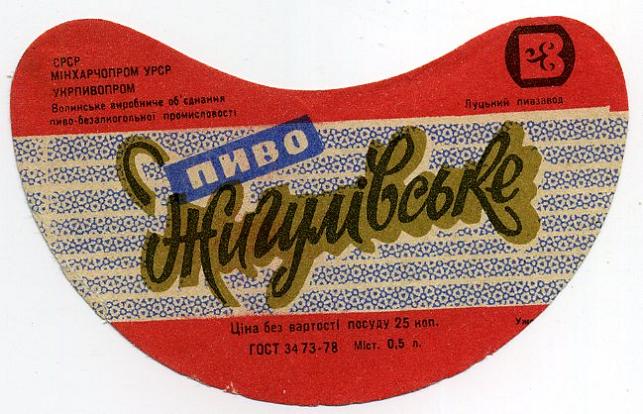 СРСР
МІНХАРЧОПРОМ УРСР
УКРПИВОПРОМ
Волинське виробниче об'єднання
пиво-безалкогольної промисловості
Луцький пивзавод
ПИВО
Жигулівське
Ціна без вартості посуду 25 коп.
ГОСТ 3473-78 Міст. 0,5 л.